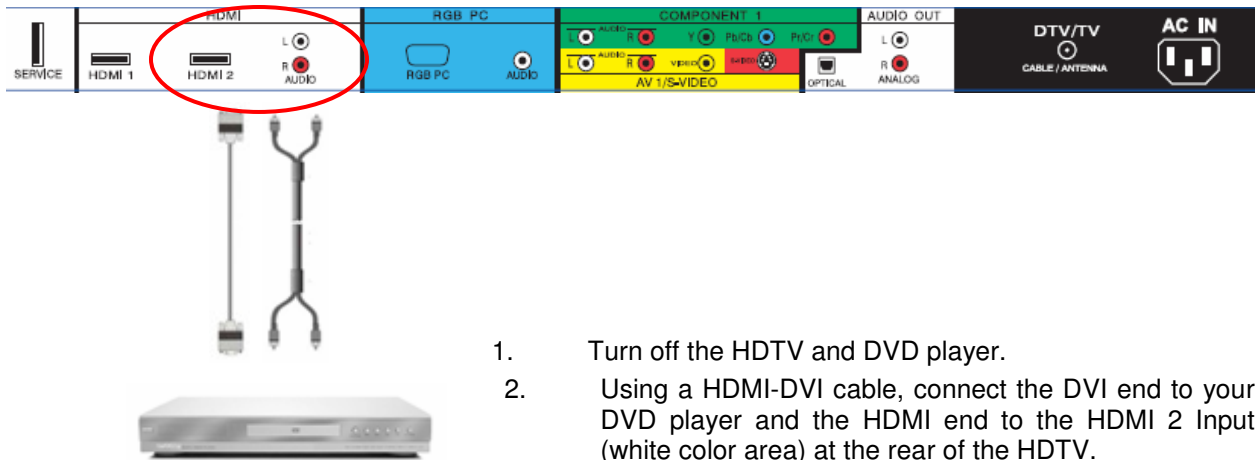 HDMI RGB PC COMPONENT 1 AUDIO OUT
SERVICE HDMI 1 HDMI 2 L R AUDIO
RGB PC AUDIO
L AUDIO R Y Pb/Cb Pr/Cr
L AUDIO R VIDEO S-VIDEO
AV 1/S-VIDEO
OPTICAL
L R ANALOG
DTV/TV
CABLE / ANTENNA
AC IN
1. Turn off the HDTV and DVD player.
2. Using a HDMI-DVI cable, connect the DVI end to your
DVD player and the HDMI end to the HDMI 2 Input
(white color area) at the rear of the HDTV.